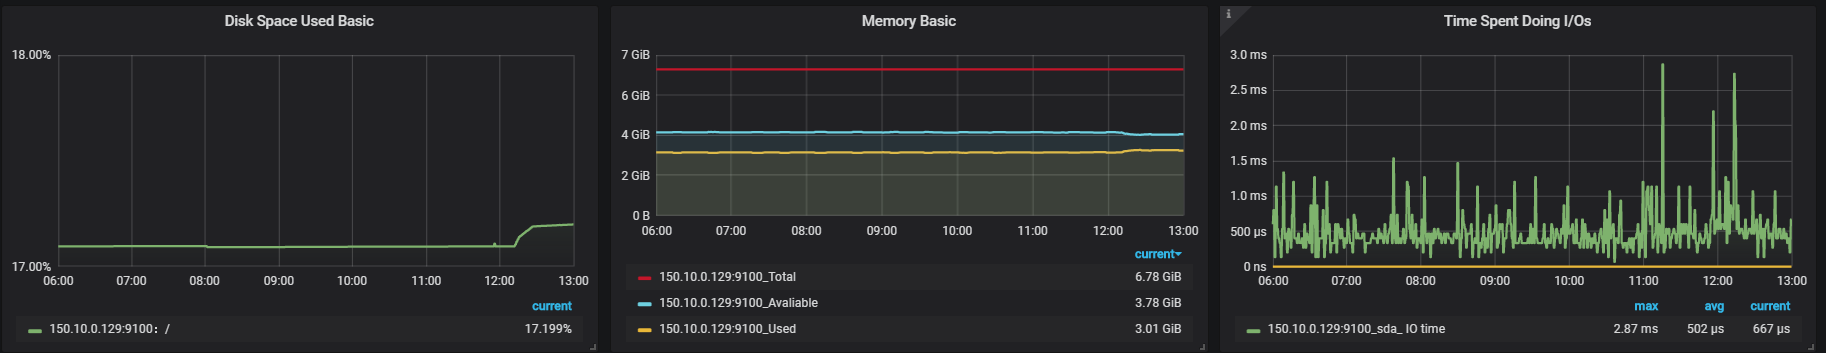 Disk Space Used Basic
18.00%
17.00%
06:00 07:00 08:00 09:00 10:00 11:00 12:00 13:00
current
150.10.0.129:9100: / 17.199%
Memory Basic
7 GiB
6 GiB
4 GiB
2 GiB
0 B
06:00 07:00 08:00 09:00 10:00 11:00 12:00 13:00
current
150.10.0.129:9100_Total 6.78 GiB
150.10.0.129:9100_Avaliable 3.78 GiB
150.10.0.129:9100_Used 3.01 GiB
i
Time Spent Doing I/Os
3.0 ms
2.5 ms
2.0 ms
1.5 ms
1.0 ms
500 µs
0 ns
06:00 07:00 08:00 09:00 10:00 11:00 12:00 13:00
max avg current
150.10.0.129:9100_sda_ IO time 2.87 ms 502 µs 667 µs